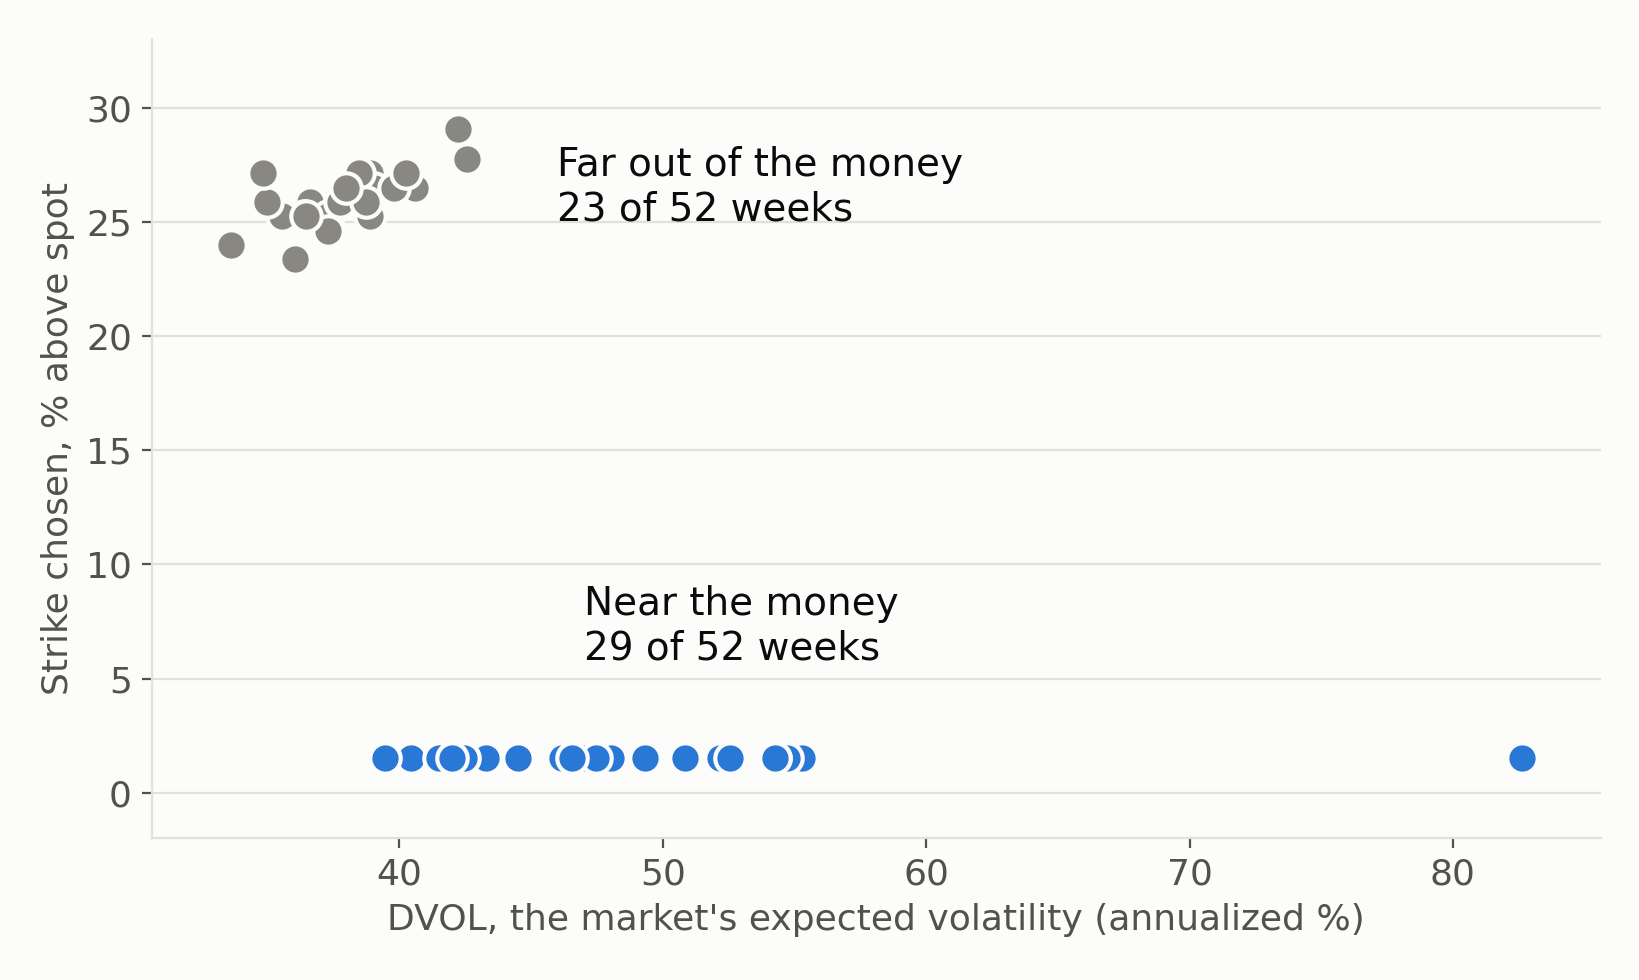 30
25
20
15
10
5
0
Strike chosen, % above spot
Far out of the money
23 of 52 weeks
Near the money
29 of 52 weeks
40 50 60 70 80
DVOL, the market's expected volatility (annualized %)